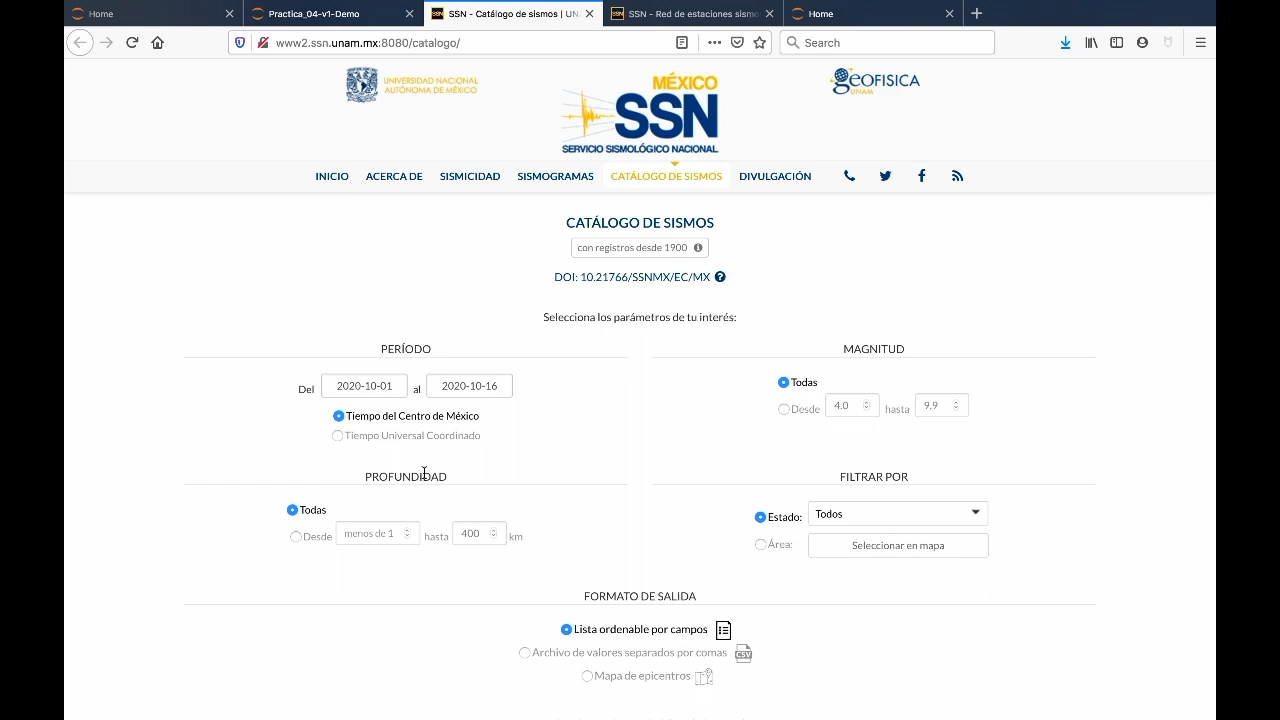 Home
Practica_04-v1-Demo
SSN - Catálogo de sismos | UN
SSN - Red de estaciones sismo
Home
www2.ssn.unam.mx:8080/catalogo/
Search
UNIVERSIDAD NACIONAL
AUTÓNOMA DE MÉXICO
MÉXICO
SSN
SERVICIO SISMOLÓGICO NACIONAL
GEOFISICA
UNAM
INICIO
ACERCA DE
SISMICIDAD
SISMOGRAMAS
CATÁLOGO DE SISMOS
DIVULGACIÓN
CATÁLOGO DE SISMOS
con registros desde 1900
DOI: 10.21766/SSNMX/EC/MX
Selecciona los parámetros de tu interés:
PERÍODO
Del 2020-10-01 al 2020-10-16
Tiempo del Centro de México
Tiempo Universal Coordinado
MAGNITUD
Todas
Desde 4.0 hasta 9.9
PROFUNDIDAD
Todas
Desde menos de 1 hasta 400 km
FILTRAR POR
Estado: Todos
Área: Seleccionar en mapa
FORMATO DE SALIDA
Lista ordenable por campos
Archivo de valores separados por comas CSV
Mapa de epicentros